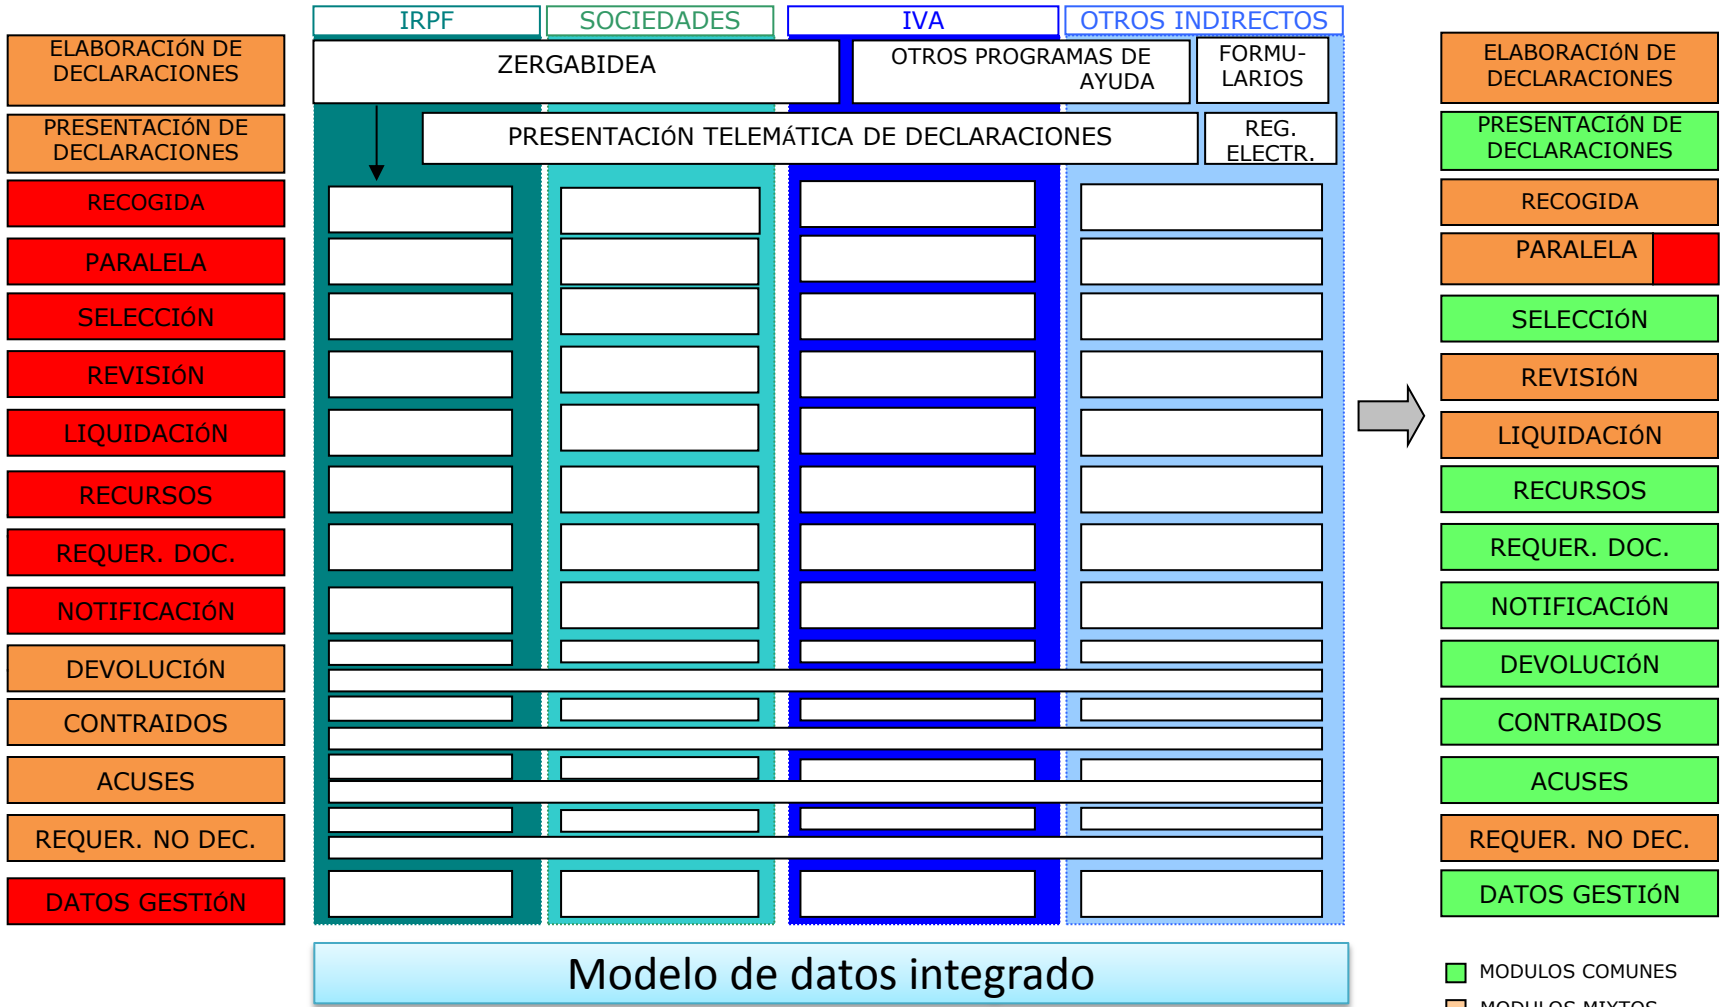 IRPF
SOCIEDADES
IVA
OTROS INDIRECTOS
ELABORACIÓN DE
DECLARACIONES
PRESENTACIÓN DE
DECLARACIONES
RECOGIDA
PARALELA
SELECCIÓN
REVISIÓN
LIQUIDACIÓN
RECURSOS
REQUER. DOC.
NOTIFICACIÓN
DEVOLUCIÓN
CONTRAIDOS
ACUSES
REQUER. NO DEC.
DATOS GESTIÓN
ZERGABIDEA
OTROS PROGRAMAS DE
AYUDA
FORMU-
LARIOS
PRESENTACIÓN TELEMÁTICA DE DECLARACIONES
REG.
ELECTR.
Modelo de datos integrado
ELABORACIÓN DE
DECLARACIONES
PRESENTACIÓN DE
DECLARACIONES
RECOGIDA
PARALELA
SELECCIÓN
REVISIÓN
LIQUIDACIÓN
RECURSOS
REQUER. DOC.
NOTIFICACIÓN
DEVOLUCIÓN
CONTRAIDOS
ACUSES
REQUER. NO DEC.
DATOS GESTIÓN
MODULOS COMUNES
MODULOS MIXTOS